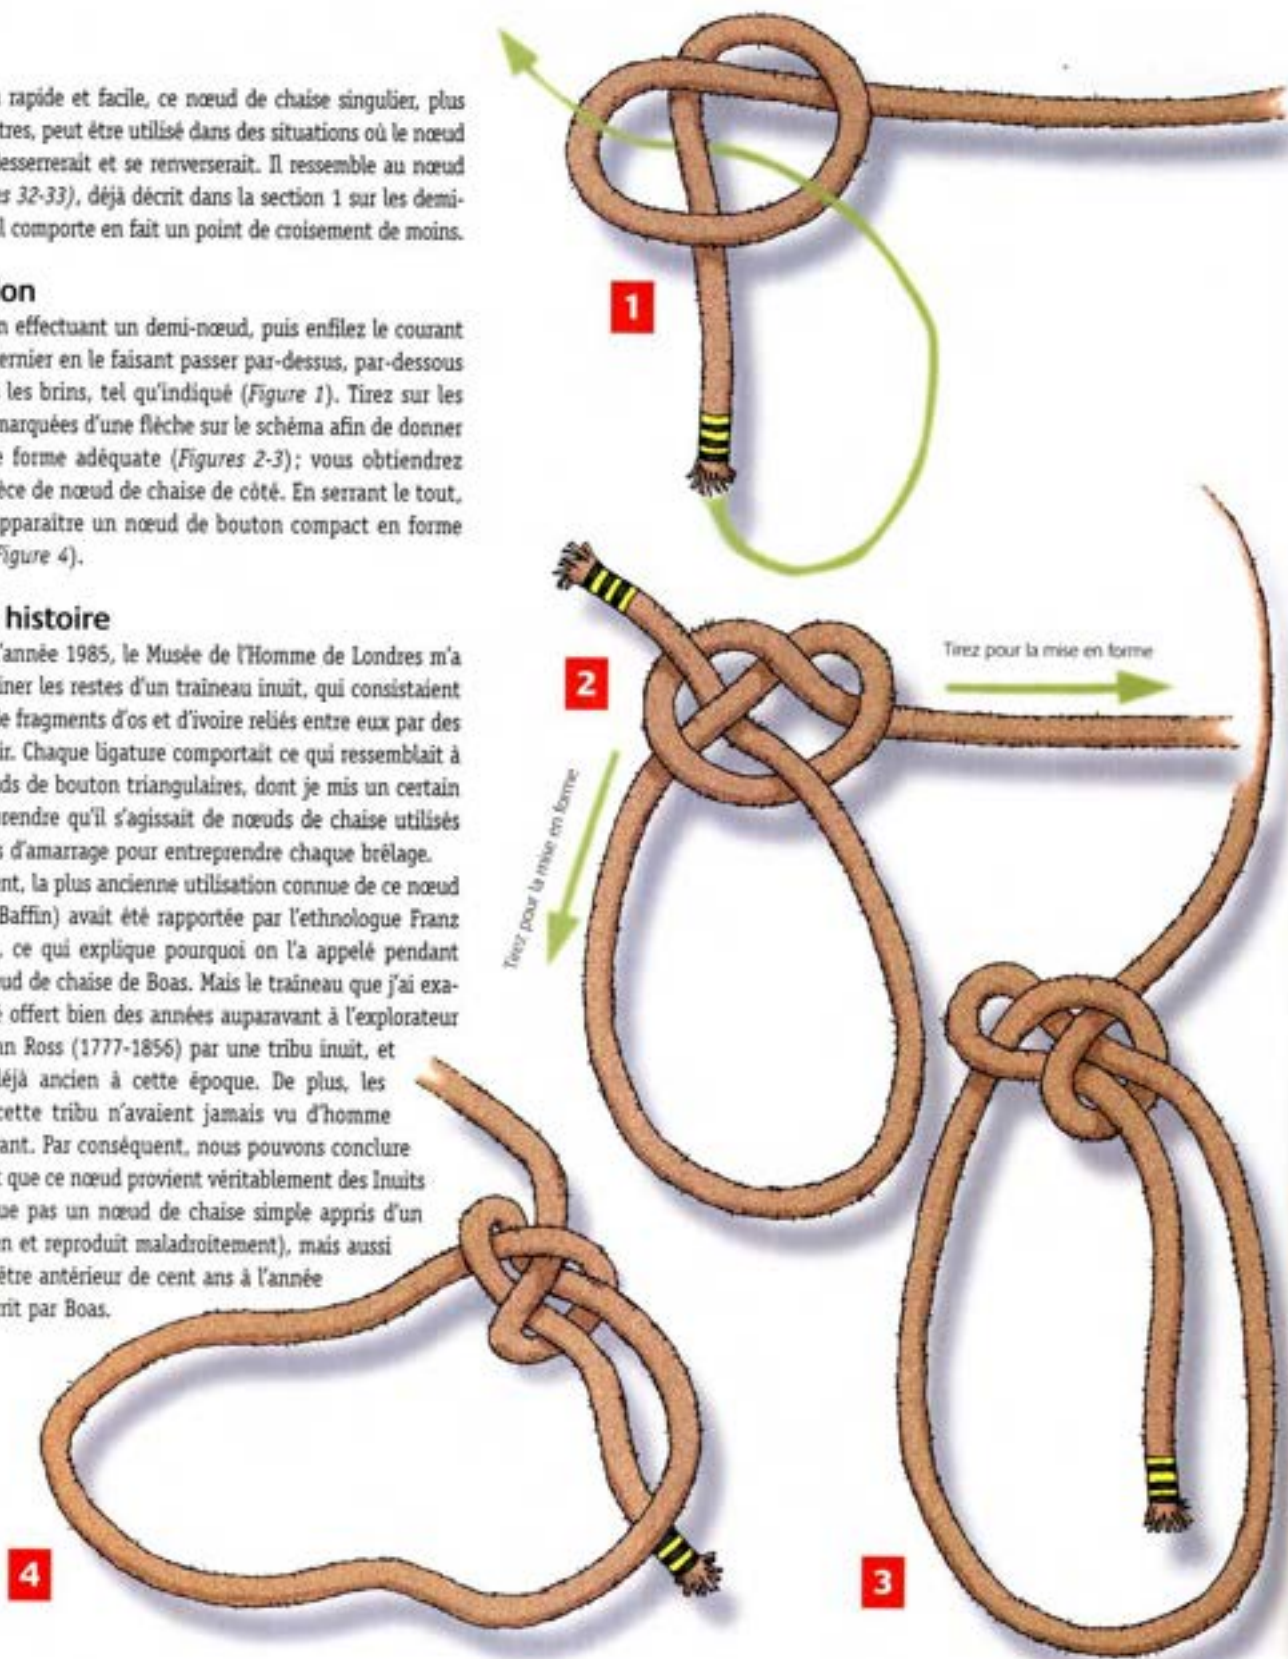 rapide et facile, ce nœud de chaise singulier, plus
tres, peut être utilisé dans des situations où le nœud
esserrerait et se renverserait. Il ressemble au nœud
es 32-33), déjà décrit dans la section 1 sur les demi-
l comporte en fait un point de croisement de moins.
on
n effectuant un demi-nœud, puis enfilez le courant
ernier en le faisant passer par-dessus, par-dessous
les brins, tel qu'indiqué (Figure 1). Tirez sur les
marquées d'une flèche sur le schéma afin de donner
e forme adéquate (Figures 2-3); vous obtiendrez
èce de nœud de chaise de côté. En serrant le tout,
pparaître un nœud de bouton compact en forme
Figure 4).
histoire
'année 1985, le Musée de l'Homme de Londres m'a
iner les restes d'un traîneau inuit, qui consistaient
e fragments d'os et d'ivoire reliés entre eux par des
ir. Chaque ligature comportait ce qui ressemblait à
ds de bouton triangulaires, dont je mis un certain
rendre qu'il s'agissait de nœuds de chaise utilisés
s d'amarrage pour entreprendre chaque brêlage.
ent, la plus ancienne utilisation connue de ce nœud
Baffin) avait été rapportée par l'ethnologue Franz
, ce qui explique pourquoi on l'a appelé pendant
ud de chaise de Boas. Mais le traîneau que j'ai exa-
é offert bien des années auparavant à l'explorateur
an Ross (1777-1856) par une tribu inuit, et
éjà ancien à cette époque. De plus, les
cette tribu n'avaient jamais vu d'homme
ant. Par conséquent, nous pouvons conclure
t que ce nœud provient véritablement des Inuits
ue pas un nœud de chaise simple appris d'un
en et reproduit maladroitement), mais aussi
être antérieur de cent ans à l'année
rit par Boas.
1
2
Tirez pour la mise en forme
Tirez pour la mise en forme
3
4